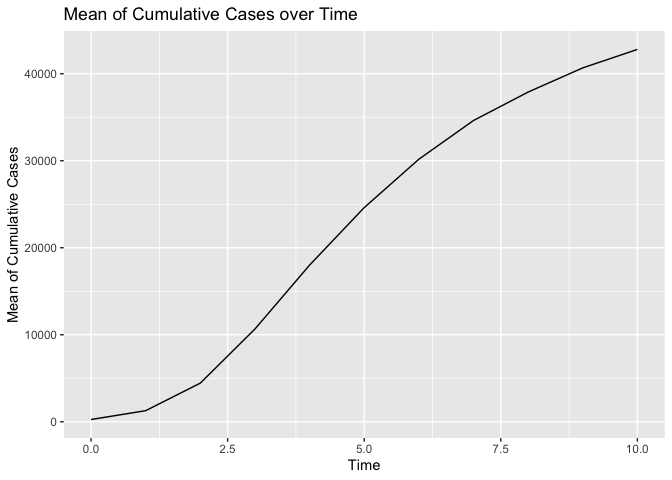 Mean of Cumulative Cases over Time
Mean of Cumulative Cases
40000
30000
20000
10000
0
0.0 2.5 5.0 7.5 10.0
Time